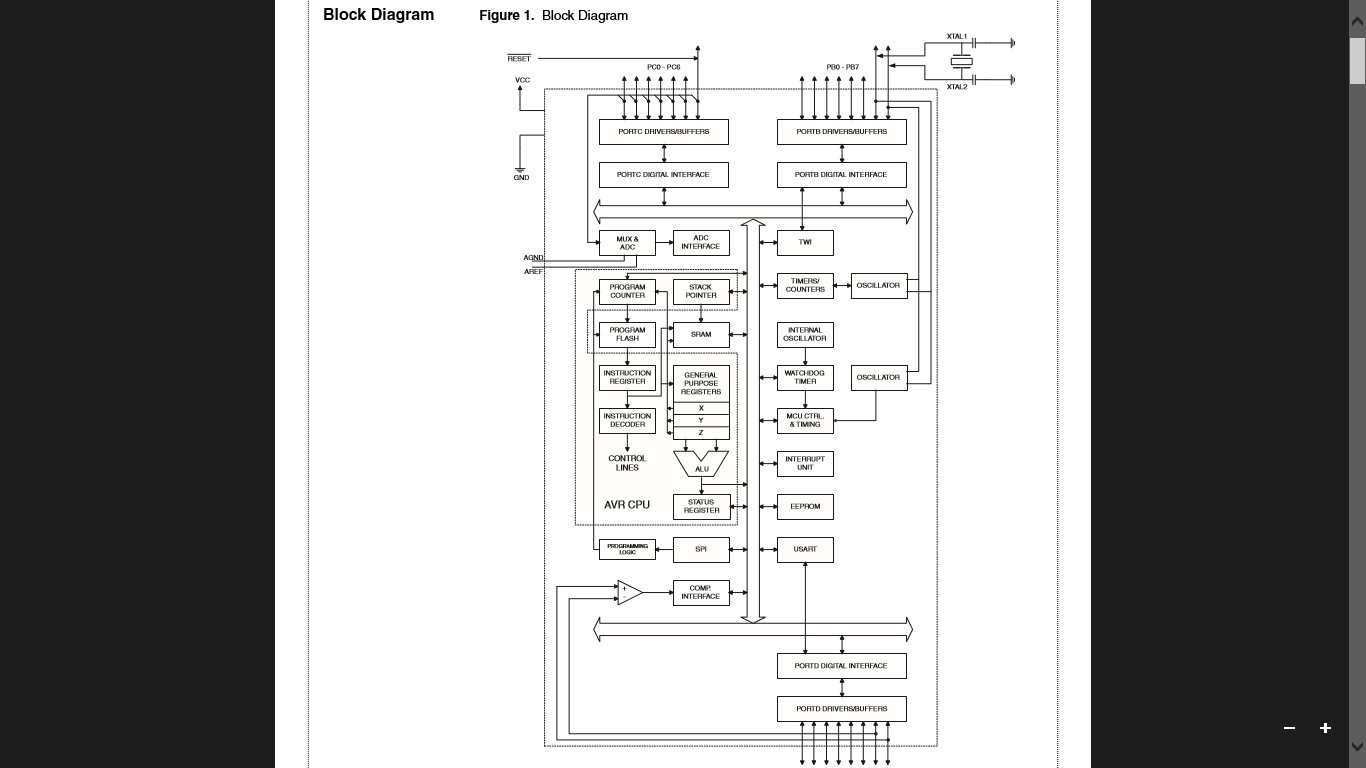 Block Diagram
Figure 1. Block Diagram
XTAL1
RESET
PC0 - PC6
PB0 - PB7
VCC
XTAL2
PORTC DRIVERS/BUFFERS
PORTB DRIVERS/BUFFERS
GND
PORTC DIGITAL INTERFACE
PORTB DIGITAL INTERFACE
MUX &
ADC
ADC
INTERFACE
TWI
AGND
AREF
PROGRAM
COUNTER
STACK
POINTER
TIMERS/
COUNTERS
OSCILLATOR
PROGRAM
FLASH
SRAM
INTERNAL
OSCILLATOR
INSTRUCTION
REGISTER
GENERAL
PURPOSE
REGISTERS
WATCHDOG
TIMER
OSCILLATOR
X
INSTRUCTION
DECODER
Y
MCU CTRL.
& TIMING
Z
CONTROL
LINES
ALU
INTERRUPT
UNIT
AVR CPU
STATUS
REGISTER
EEPROM
PROGRAMMING
LOGIC
SPI
USART
+
-
COMP.
INTERFACE
PORTD DIGITAL INTERFACE
PORTD DRIVERS/BUFFERS